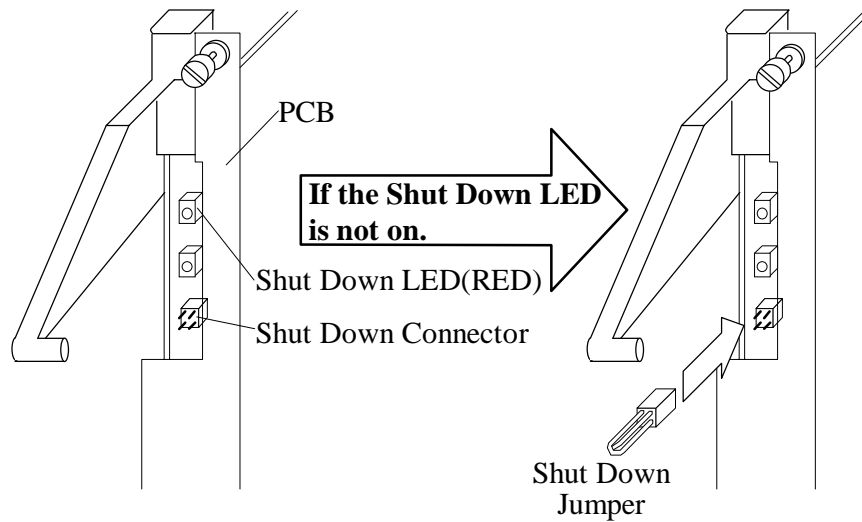 PCB
If the Shut Down LED
is not on.
Shut Down LED(RED)
Shut Down Connector
Shut Down
Jumper